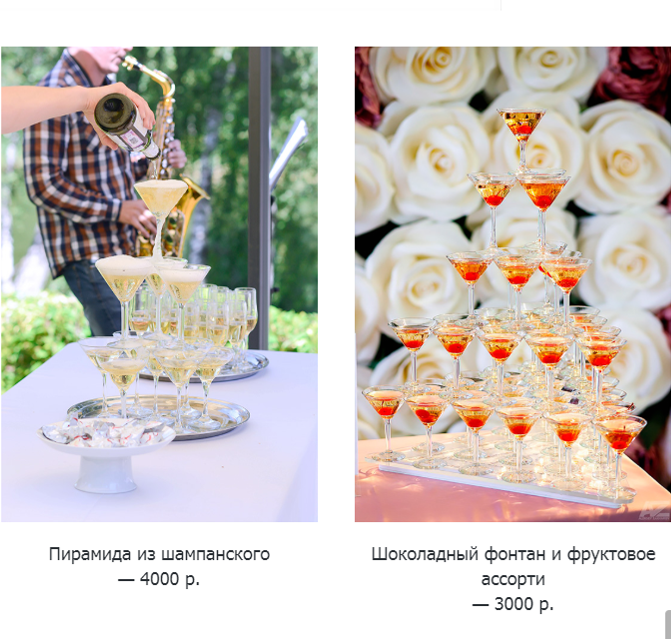 Пирамида из шампанского
— 4000 р.
Шоколадный фонтан и фруктовое
ассорти
— 3000 р.